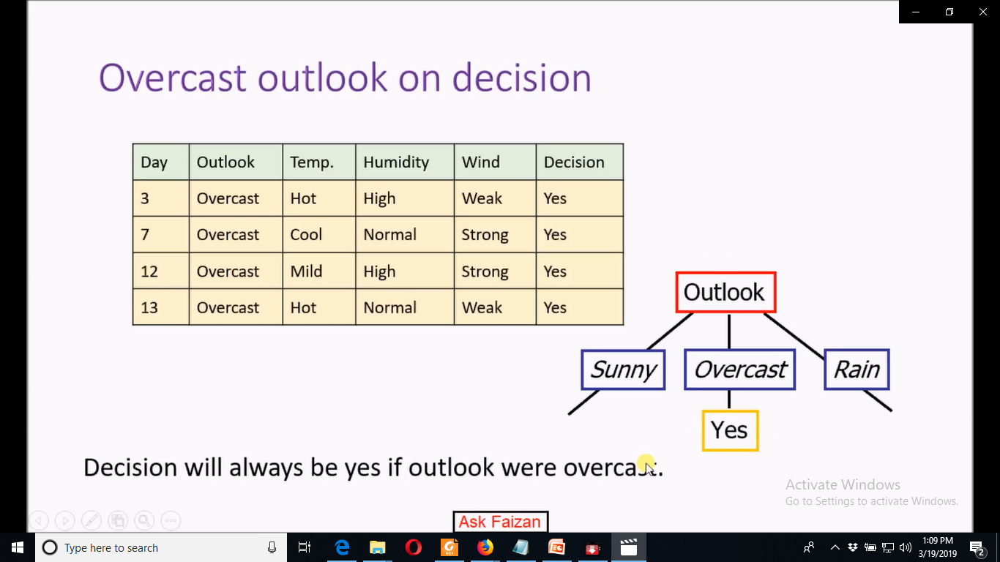 Overcast outlook on decision
Day Outlook Temp. Humidity Wind Decision
3 Overcast Hot High Weak Yes
7 Overcast Cool Normal Strong Yes
12 Overcast Mild High Strong Yes
13 Overcast Hot Normal Weak Yes
Outlook
Sunny Overcast Rain
Yes
Decision will always be yes if outlook were overcast.
Activate Windows
Go to Settings to activate Windows.
Ask Faizan
Type here to search
1:09 PM
3/19/2019
2